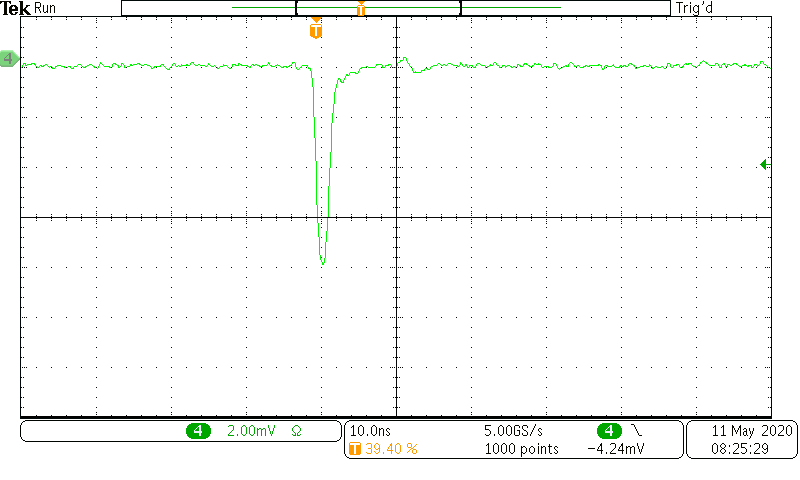 Tek Run Trig'd
T
T
4
4 2.00mV Ω 10.0ns 5.00GS/s 4 11 May 2020
T 39.40 % 1000 points −4.24mV 08:25:29